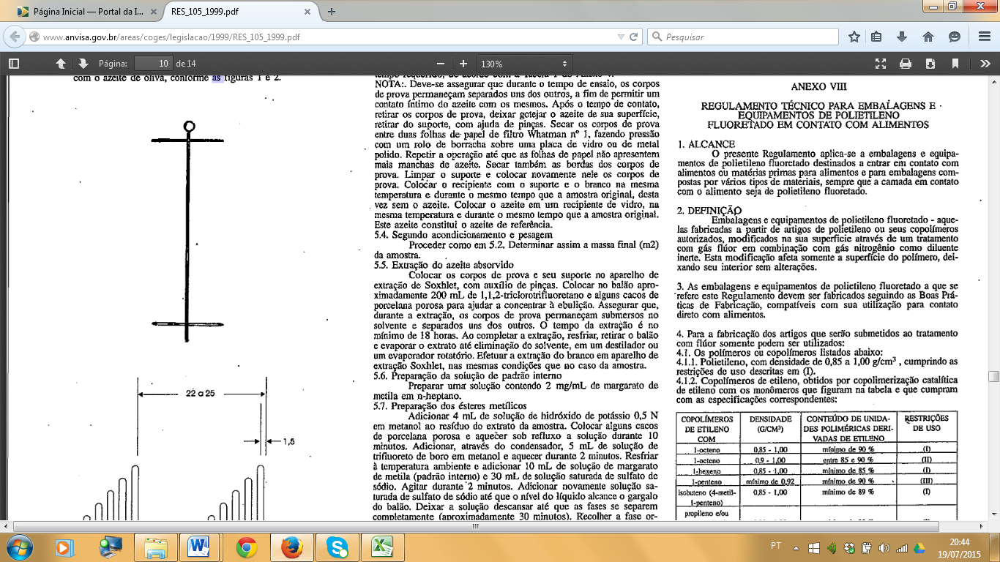 Página Inicial — Portal da I...
RES_105_1999.pdf
www.anvisa.gov.br/areas/coges/legislacao/1999/RES_105_1999.pdf
Pesquisar
Página: 10 de 14
130%
com o azeite de oliva, conforme as figuras 1 e 2.
22 a 25
1,5
tempo requerido, de acordo com a Tabela 1 do Anexo V.
NOTA:. Deve-se assegurar que durante o tempo de ensaio, os corpos
de prova permaneçam separados uns dos outros, a fim de permitir um
contato íntimo do azeite com os mesmos. Após o tempo de contato,
retirar os corpos de prova, deixar gotejar o azeite de sua superfície,
retirar do suporte, com ajuda de pinças. Secar os corpos de prova
entre duas folhas de papel de filtro Whatman nº 1, fazendo pressão
com um rolo de borracha sobre uma placa de vidro ou de metal
polido. Repetir a operação até que as folhas de papel não apresentem
mais manchas de azeite. Secar também as bordas dos corpos de
prova. Limpar o suporte e colocar novamente nele os corpos de
prova. Colocar o recipiente com o suporte e o branco na mesma
temperatura e durante o mesmo tempo que a amostra original, desta
vez sem o azeite. Colocar o azeite em um recipiente de vidro, na
mesma temperatura e durante o mesmo tempo que a amostra original.
Este azeite constitui o azeite de referência.
5.4. Segundo acondicionamento e pesagem
Proceder como em 5.2. Determinar assim a massa final (m2)
da amostra.
5.5. Extração do azeite absorvido
Colocar os corpos de prova e seu suporte no aparelho de
extração de Soxhlet, com auxílio de pinças. Colocar no balão apro-
ximadamente 200 mL de 1,1,2-triclorotrifluoretano e alguns cacos de
porcelana porosa para ajudar a concentrar à ebulição. Assegurar que,
durante a extração, os corpos de prova permaneçam submersos no
solvente e separados uns dos outros. O tempo da extração é no
mínimo de 18 horas. Ao completar a extração, resfriar, retirar o balão
e evaporar o extrato até eliminação do solvente, em um destilador ou
um evaporador rotatório. Efetuar a extração do branco em aparelho de
extração Soxhlet, nas mesmas condições que no caso da amostra.
5.6. Preparação da solução de padrão interno
Preparar uma solução contendo 2 mg/mL de margarato de
metila em n-heptano.
5.7. Preparação dos ésteres metílicos
Adicionar 4 mL de solução de hidróxido de potássio 0,5 N
em metanol ao resíduo do extrato da amostra. Colocar alguns cacos
de porcelana porosa e aquecer sob refluxo a solução durante 10
minutos. Adicionar, através do condensador, 5 mL de solução de
trifluoreto de boro em metanol e aquecer durante 2 minutos. Resfriar
à temperatura ambiente e adicionar 10 mL de solução de margarato
de metila (padrão interno) e 30 mL de solução saturada de sulfato de
sódio. Agitar durante 2 minutos. Adicionar novamente solução sa-
turada de sulfato de sódio até que o nível do líquido alcance o gargalo
do balão. Deixar a solução descansar até que as fases se separem
completamente (aproximadamente 30 minutos). Recolher a fase or-
ANEXO VIII
REGULAMENTO TÉCNICO PARA EMBALAGENS E
EQUIPAMENTOS DE POLIETILENO
FLUORETADO EM CONTATO COM ALIMENTOS
1. ALCANCE
O presente Regulamento aplica-se a embalagens e equipa-
mentos de polietileno fluoretado destinados a entrar em contato com
alimentos ou matérias primas para alimentos e para embalagens com-
postas por vários tipos de materiais, sempre que a camada em contato
com o alimento seja de polietileno fluoretado.
2. DEFINIÇÃO
Embalagens e equipamentos de polietileno fluoretado - aque-
las fabricadas a partir de artigos de polietileno ou seus copolímeros
autorizados, modificados na sua superficie através de um tratamento
com gás flúor em combinação com gás nitrogênio como diluente
inerte. Esta modificação afeta somente a superfície do polímero, dei-
xando seu interior sem alterações.
3. As embalagens e equipamentos de polietileno fluoretado a que se
refere este Regulamento devem ser fabricados seguindo as Boas Prá-
ticas de Fabricação, compatíveis com sua utilização para contato
direto com alimentos.
4. Para a fabricação dos artigos que serão submetidos ao tratamento
com flúor somente podem ser utilizados:
4.1. Os polímeros ou copolímeros listados abaixo:
4.1.1. Polietileno, com densidade de 0,85 a 1,00 g/cm³ , cumprindo as
restrições de uso descritas em (I).
4.1.2. Copolímeros de etileno, obtidos por copolimerização catalítica
de etileno com os monômeros que figuram na tabela e que cumpram
com as especificações correspondentes:
COPOLÍMEROS DENSIDADE CONTEÚDO DE UNIDA- RESTRIÇÕES
DE ETILENO (G/CM³) DES POLIMÉRICAS DERI- DE USO
COM VADAS DE ETILENO
1-octeno 0,85 - 1,00 mínimo de 90 % (I)
1-octeno 0,9 - 1,00 entre 85 e 90 % (II)
1-hexeno 0,85 - 1,00 mínimo de 85 % (I)
1-penteno mínimo de 0,92 mínimo de 90 % (III)
isobuteno (4-metil- 0,85 - 1,00 mínimo de 89 % (I)
1-penteno)
propileno e/ou
PT
20:44
19/07/2015